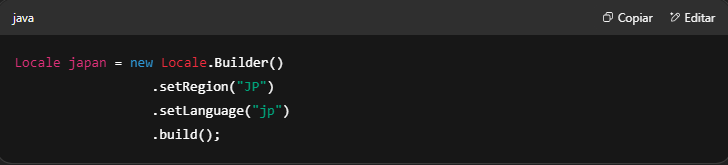 java Copiar Editar
Locale japan = new Locale.Builder()
.setRegion("JP")
.setLanguage("jp")
.build();